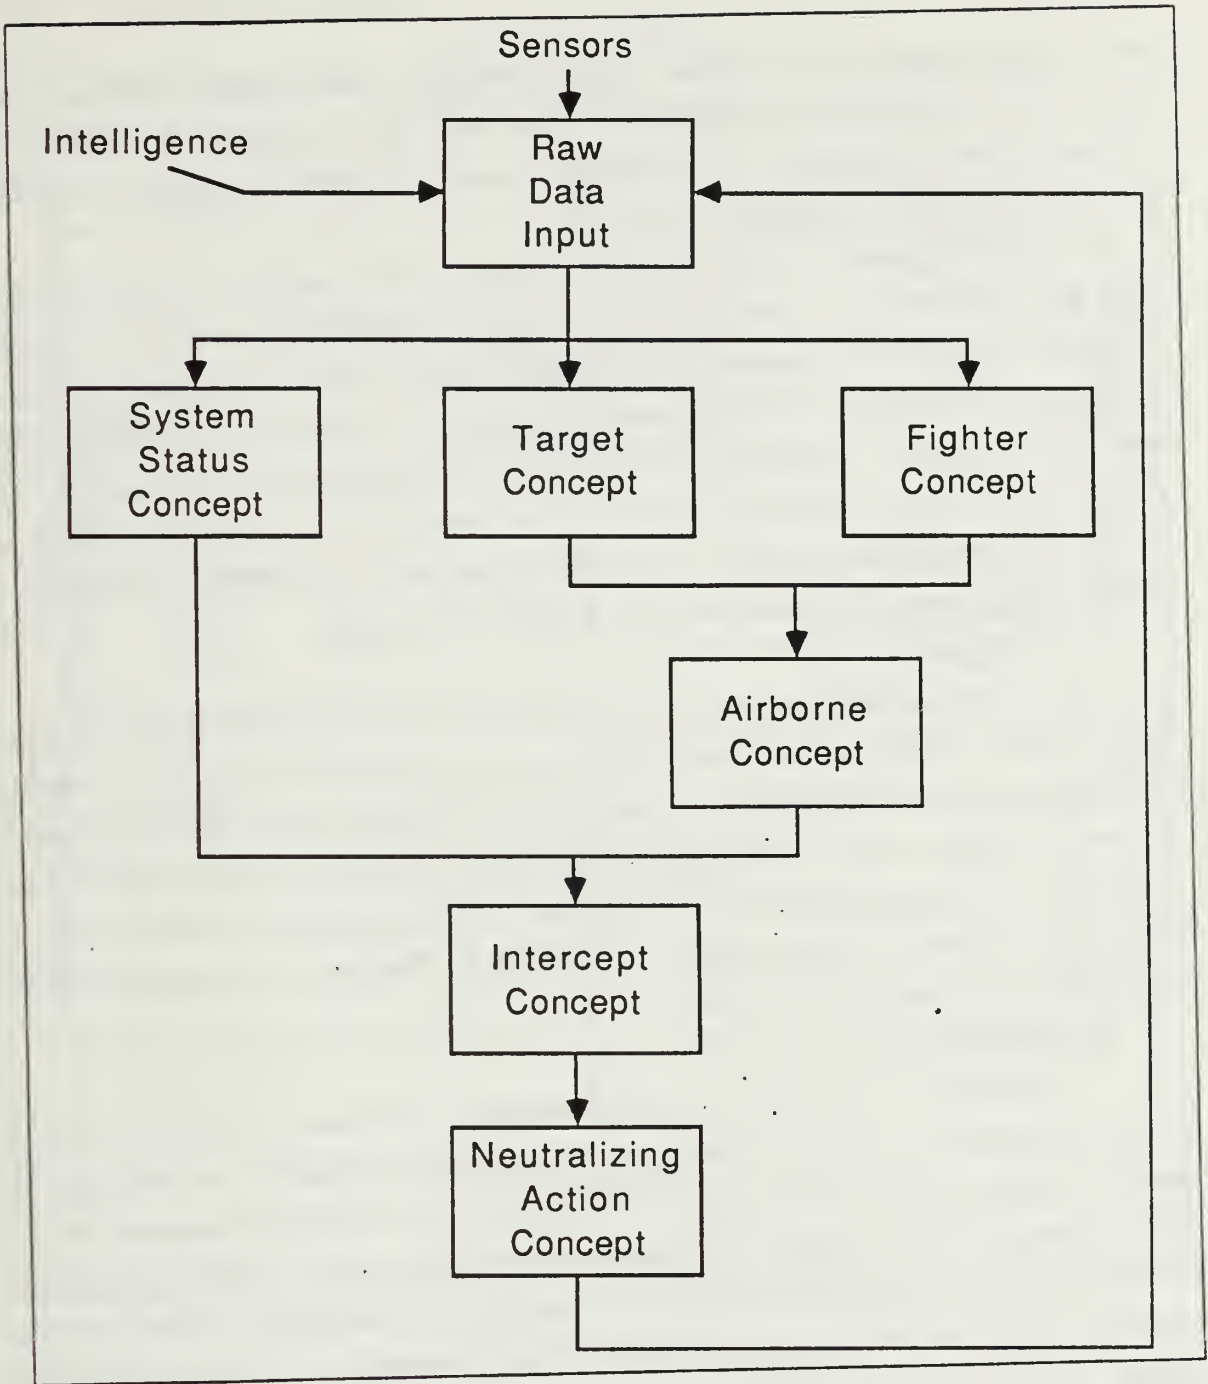 Sensors
Intelligence
Raw
Data
Input
System
Status
Concept
Target
Concept
Fighter
Concept
Airborne
Concept
Intercept
Concept
Neutralizing
Action
Concept